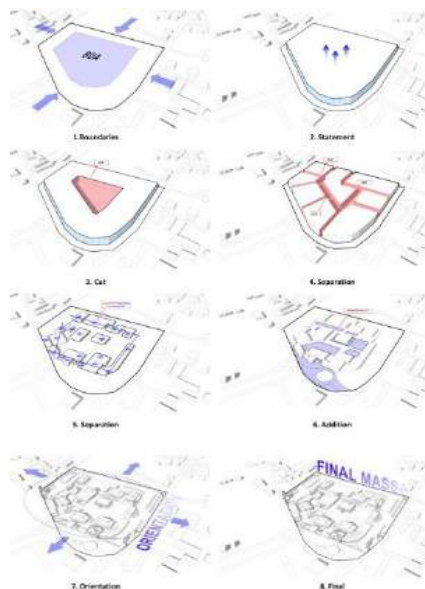 BUA
1.Boundaries
2. Statement
3. Cut
4. Separation
5. Separation
6. Addition
ORIENTATION
7. Orientation
FINAL MASS
8. Final